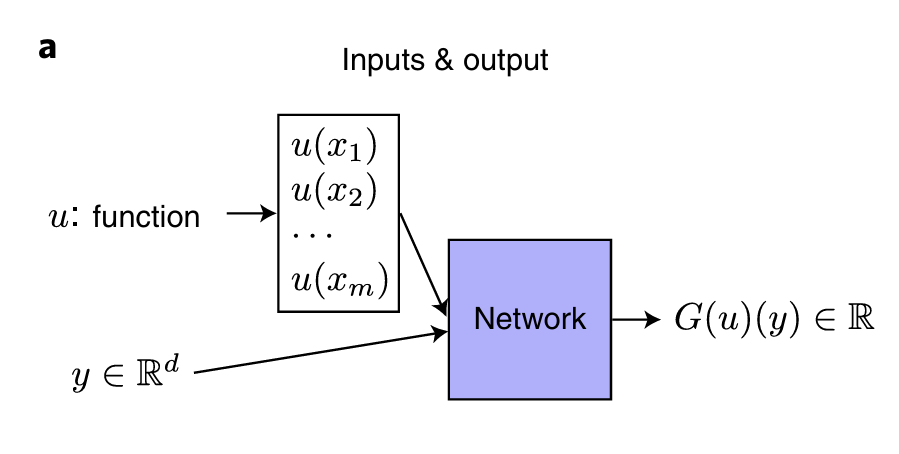 a
Inputs & output
u: function
u(x₁)
u(x₂)
...
u(xₘ)
y ∈ ℝᵈ
Network
G(u)(y) ∈ ℝ